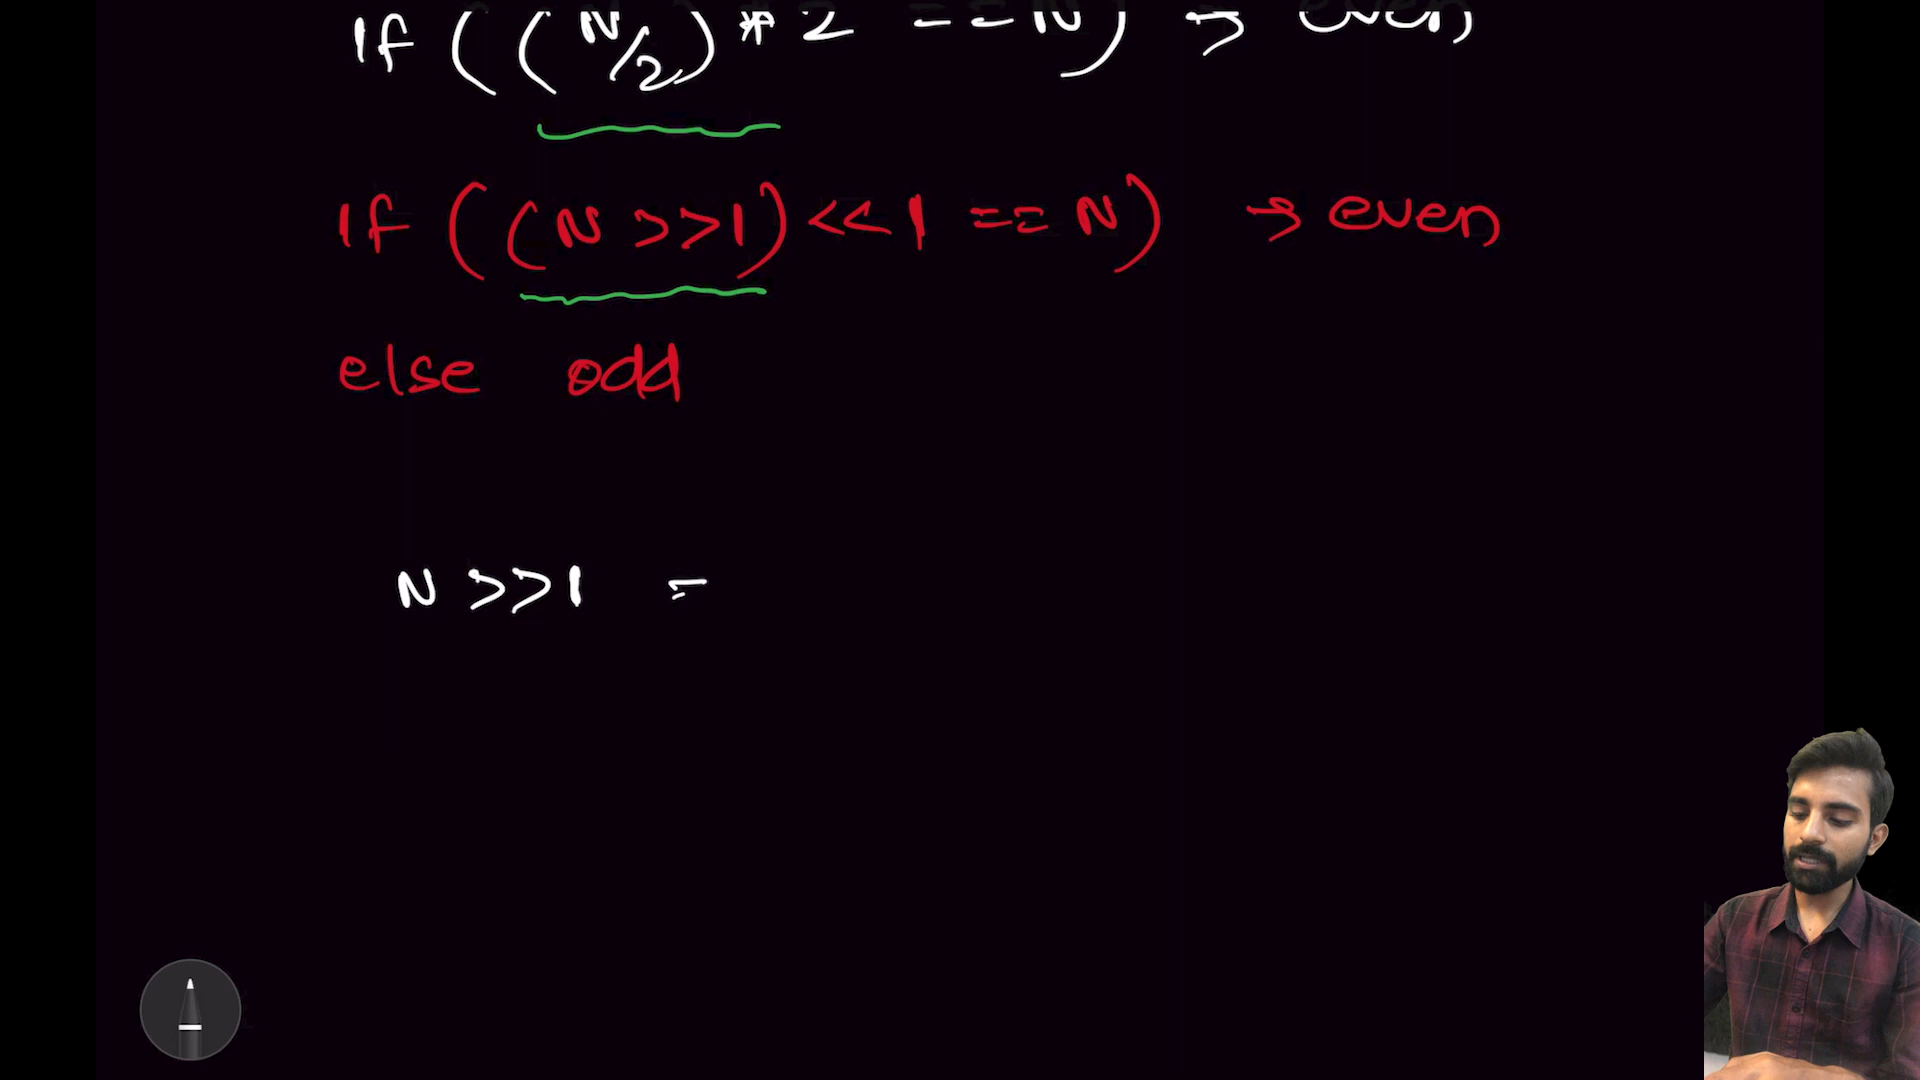 If ((N/2) * 2 == N) → even
If ((N >> 1) << 1 == N) → even
else odd
N >> 1 =